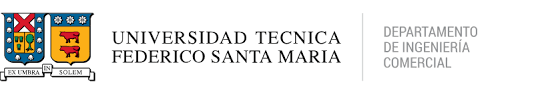 UNIVERSIDAD TECNICA
FEDERICO SANTA MARIA
DEPARTAMENTO
DE INGENIERÍA
COMERCIAL
EX UMBRA IN SOLEM